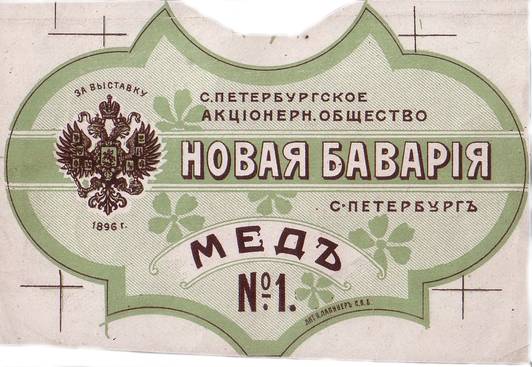 ЗА ВЫСТАВКУ
1896 г.
С. ПЕТЕРБУРГСКОЕ
АКЦІОНЕРН. ОБЩЕСТВО
НОВАЯ БАВАРІЯ
С-ПЕТЕРБУРГЪ
МЕДЪ
№1.